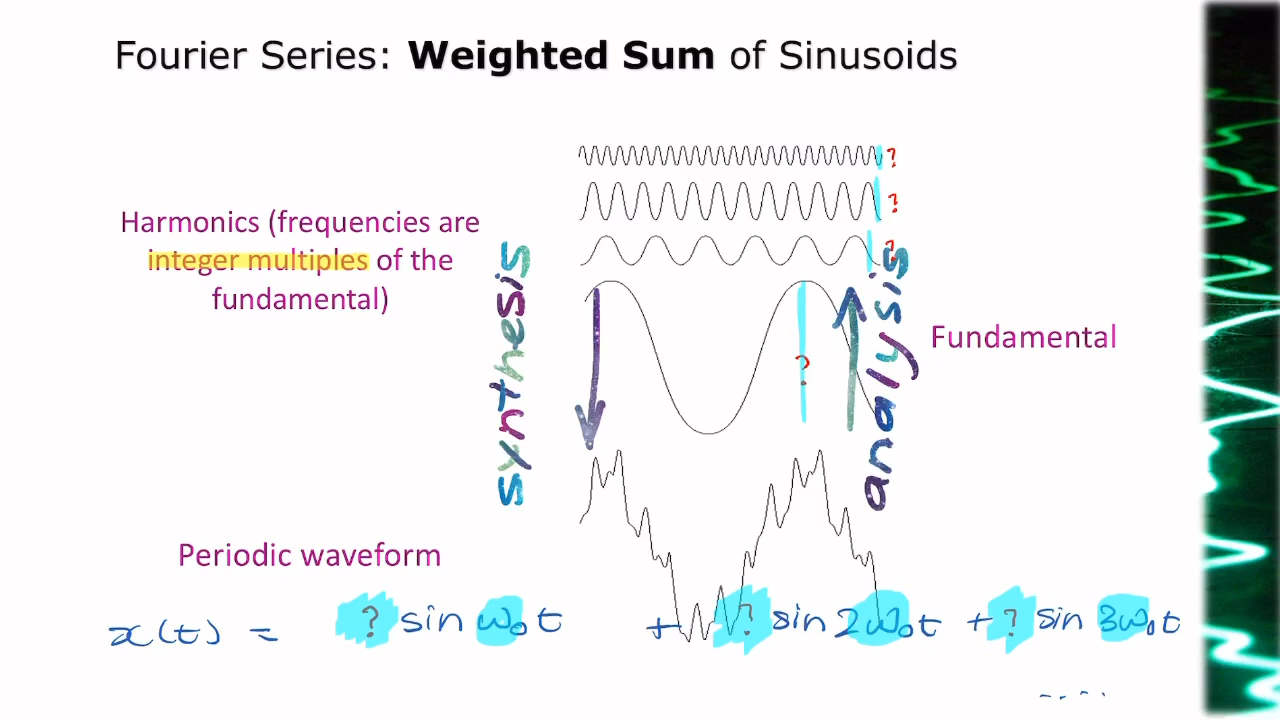 Fourier Series: Weighted Sum of Sinusoids
?
?
?
Harmonics (frequencies are
integer multiples of the
fundamental)
synthesis
analysis
Fundamental
?
Periodic waveform
x(t) = ? sin ω₀t + ? sin 2ω₀t + ? sin 3ω₀t
....